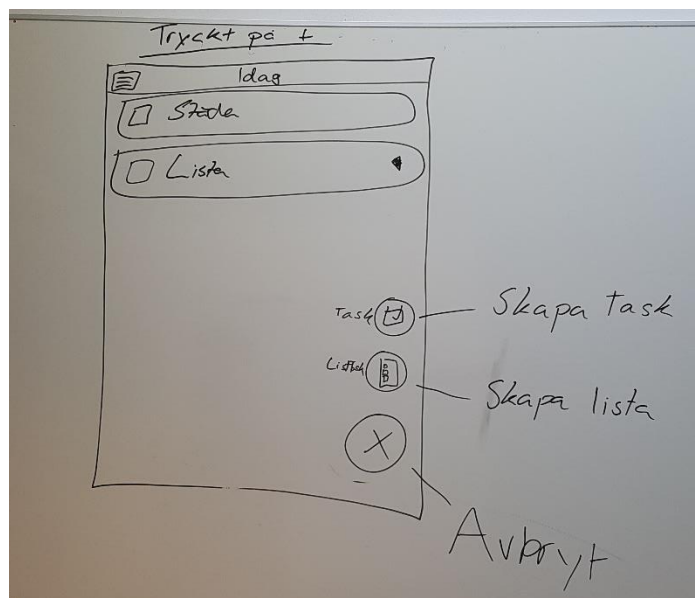 Tryckt på +
Idag
Städa
Lista
Task
Skapa task
Skapa lista
X
Avbryt